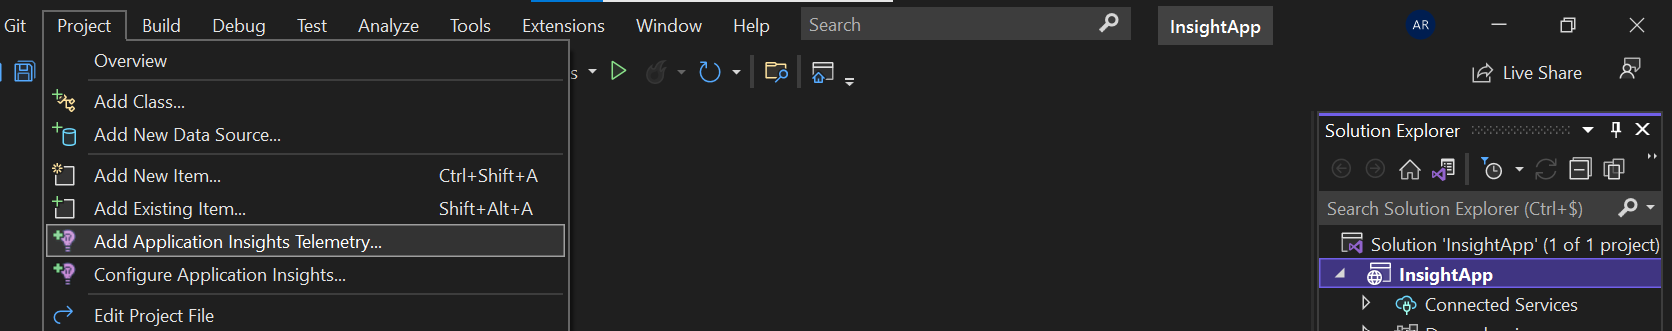 Git Project Build Debug Test Analyze Tools Extensions Window Help Search InsightApp AR
Overview
s
Live Share
Add Class...
Add New Data Source...
Add New Item... Ctrl+Shift+A
Add Existing Item... Shift+Alt+A
Add Application Insights Telemetry...
Configure Application Insights...
Edit Project File
Solution Explorer
Search Solution Explorer (Ctrl+$)
Solution 'InsightApp' (1 of 1 project)
InsightApp
Connected Services